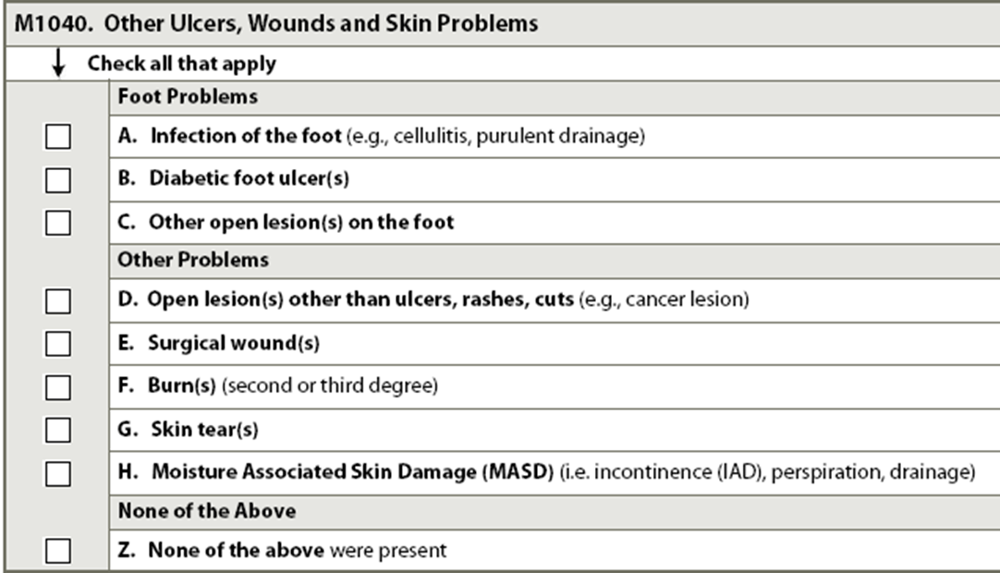 M1040. Other Ulcers, Wounds and Skin Problems
Check all that apply
Foot Problems
A. Infection of the foot (e.g., cellulitis, purulent drainage)
B. Diabetic foot ulcer(s)
C. Other open lesion(s) on the foot
Other Problems
D. Open lesion(s) other than ulcers, rashes, cuts (e.g., cancer lesion)
E. Surgical wound(s)
F. Burn(s) (second or third degree)
G. Skin tear(s)
H. Moisture Associated Skin Damage (MASD) (i.e. incontinence (IAD), perspiration, drainage)
None of the Above
Z. None of the above were present